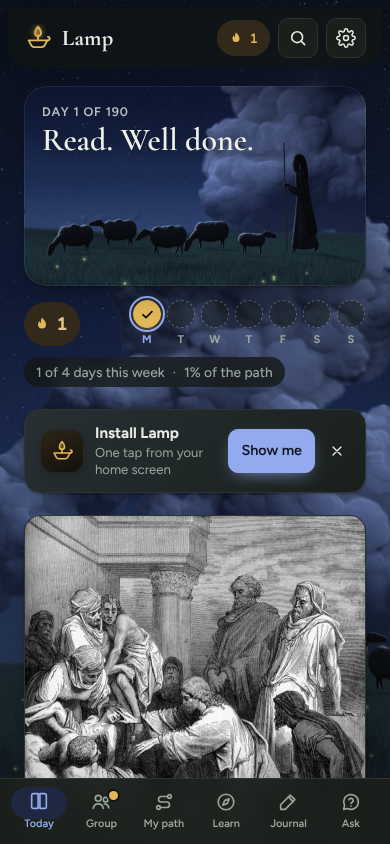 Lamp
1
DAY 1 OF 190
Read. Well done.
1
M T W T F S S
1 of 4 days this week · 1% of the path
Install Lamp
One tap from your
home screen
Show me
Today
Group
My path
Learn
Journal
Ask